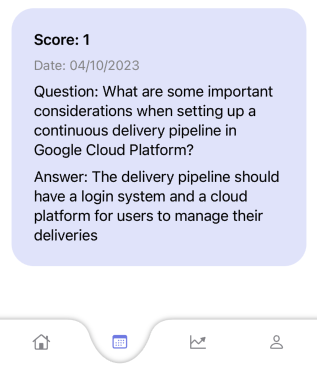 Score: 1
Date: 04/10/2023
Question: What are some important
considerations when setting up a
continuous delivery pipeline in
Google Cloud Platform?
Answer: The delivery pipeline should
have a login system and a cloud
platform for users to manage their
deliveries